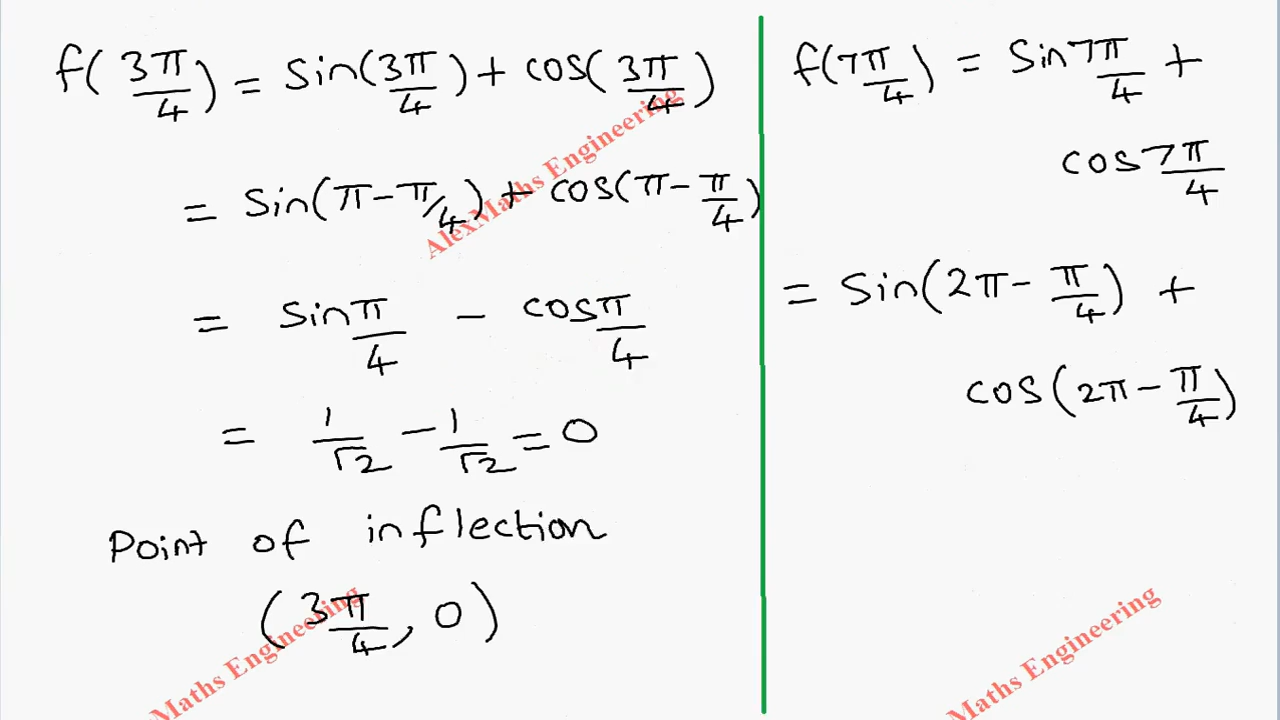 f(3π/4) = sin(3π/4) + cos(3π/4)
= sin(π-π/4) + cos(π-π/4)
= sin π/4 - cos π/4
= 1/√2 - 1/√2 = 0
Point of inflection
(3π/4, 0)
f(7π/4) = sin 7π/4 +
cos 7π/4
= sin(2π-π/4) +
cos(2π-π/4)
AlexMaths Engineering
Maths Engineering
Maths Engineering